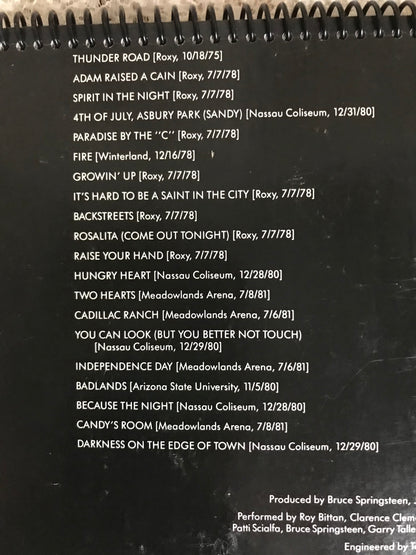 THUNDER ROAD [Roxy, 10/18/75]
ADAM RAISED A CAIN [Roxy, 7/7/78]
SPIRIT IN THE NIGHT [Roxy, 7/7/78]
4TH OF JULY, ASBURY PARK (SANDY) [Nassau Coliseum, 12/31/80]
PARADISE BY THE "C" [Roxy, 7/7/78]
FIRE [Winterland, 12/16/78]
GROWIN' UP [Roxy, 7/7/78]
IT'S HARD TO BE A SAINT IN THE CITY [Roxy, 7/7/78]
BACKSTREETS [Roxy, 7/7/78]
ROSALITA (COME OUT TONIGHT) [Roxy, 7/7/78]
RAISE YOUR HAND [Roxy, 7/7/78]
HUNGRY HEART [Nassau Coliseum, 12/28/80]
TWO HEARTS [Meadowlands Arena, 7/8/81]
CADILLAC RANCH [Meadowlands Arena, 7/6/81]
YOU CAN LOOK (BUT YOU BETTER NOT TOUCH)
[Nassau Coliseum, 12/29/80]
INDEPENDENCE DAY [Meadowlands Arena, 7/6/81]
BADLANDS [Arizona State University, 11/5/80]
BECAUSE THE NIGHT [Nassau Coliseum, 12/28/80]
CANDY'S ROOM [Meadowlands Arena, 7/8/81]
DARKNESS ON THE EDGE OF TOWN [Nassau Coliseum, 12/29/80]
Produced by Bruce Springsteen, J
Performed by Roy Bittan, Clarence Clem
Patti Scialfa, Bruce Springsteen, Garry Talle
Engineered by T